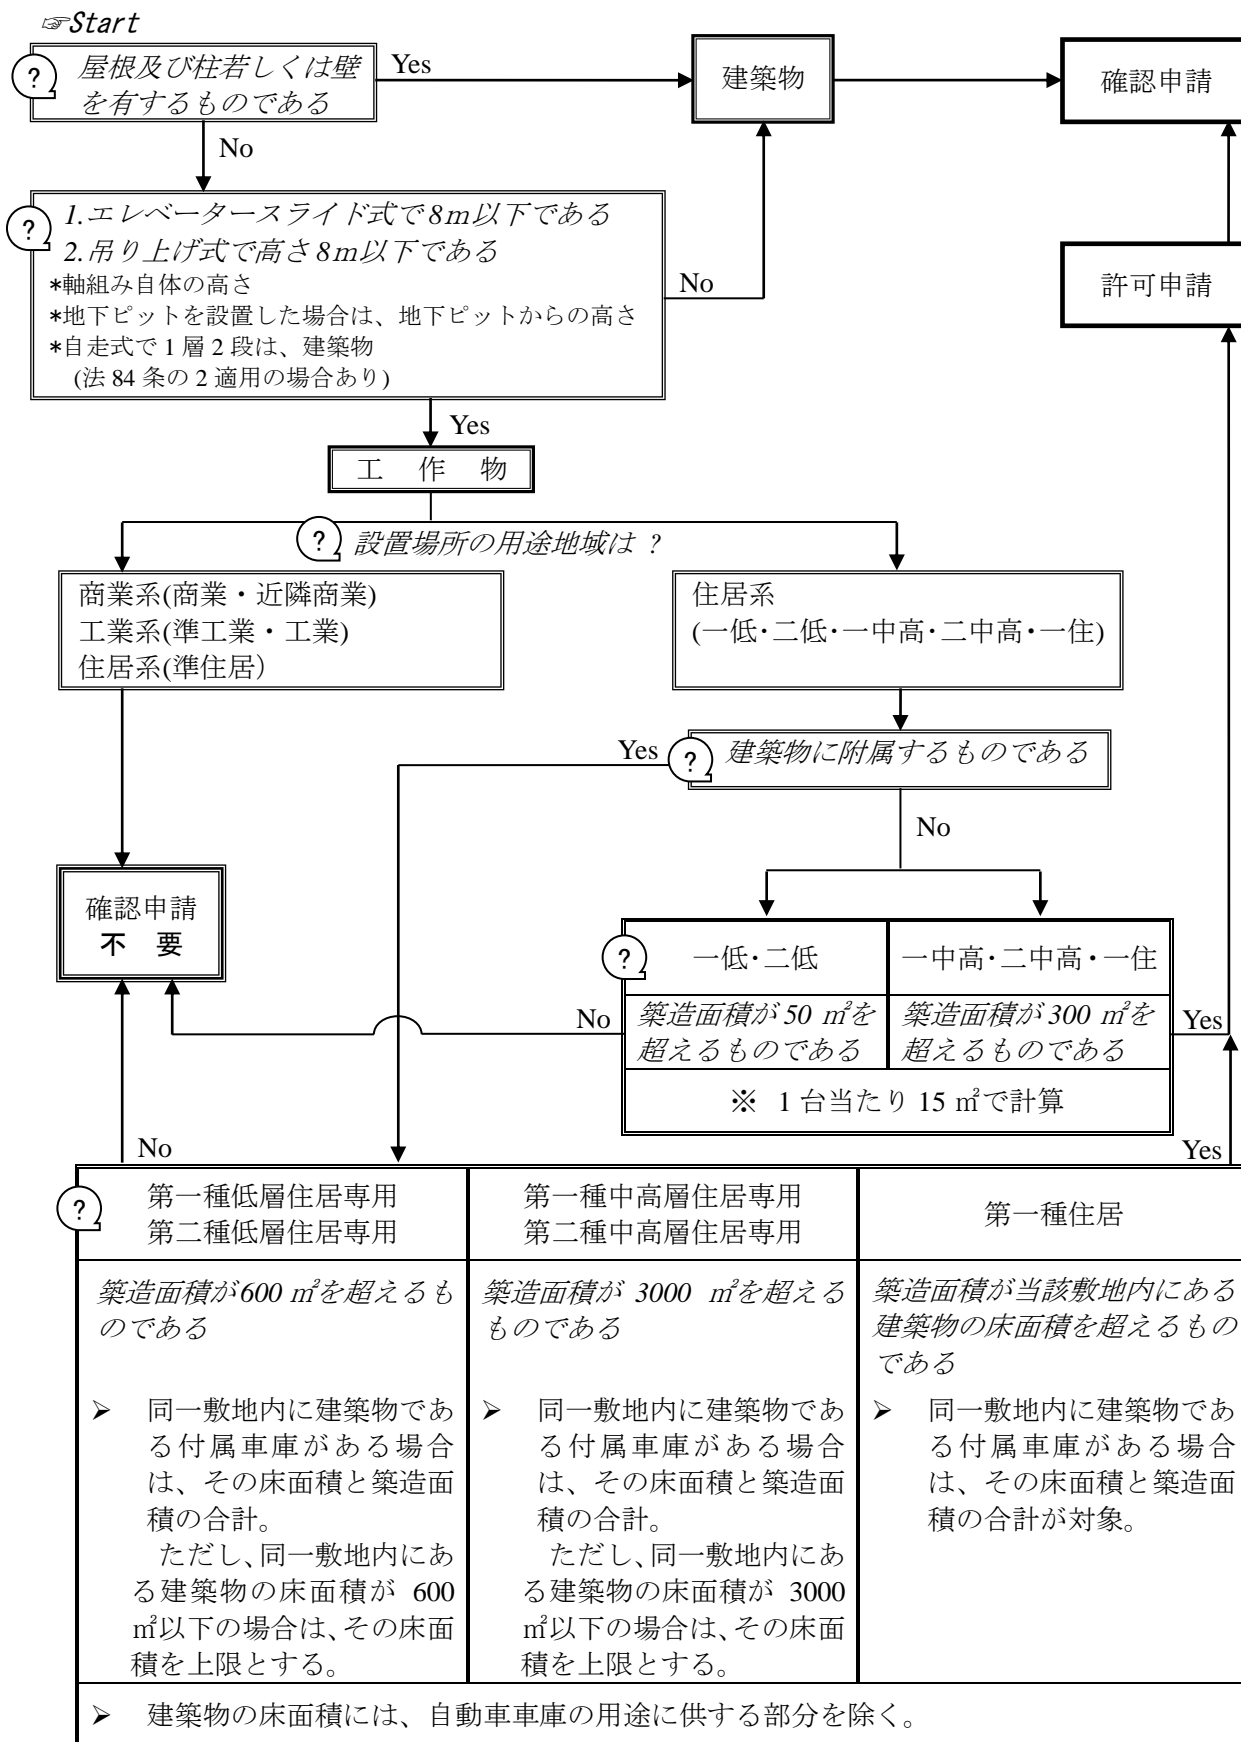 ☞Start
屋根及び柱若しくは壁
を有するものである
?
Yes
建築物
確認申請
No
?
1.エレベータースライド式で8m以下である
2.吊り上げ式で高さ8m以下である
*軸組み自体の高さ
*地下ピットを設置した場合は、地下ピットからの高さ
*自走式で1層2段は、建築物
(法84条の2適用の場合あり)
No
許可申請
Yes
工 作 物
? 設置場所の用途地域は?
商業系(商業・近隣商業)
工業系(準工業・工業)
住居系(準住居)
住居系
(一低・二低・一中高・二中高・一住)
Yes
? 建築物に附属するものである
No
確認申請
不 要
?
一低・二低
一中高・二中高・一住
No
築造面積が50 ㎡を
超えるものである
築造面積が300 ㎡を
超えるものである
Yes
※ 1台当たり15㎡で計算
No
Yes
?
第一種低層住居専用
第二種低層住居専用
第一種中高層住居専用
第二種中高層住居専用
第一種住居
築造面積が600㎡を超えるも
のである
➢ 同一敷地内に建築物であ
る付属車庫がある場合
は、その床面積と築造面
積の合計。
ただし、同一敷地内にあ
る建築物の床面積が 600
㎡以下の場合は、その床面
積を上限とする。
築造面積が 3000 ㎡を超える
ものである
➢ 同一敷地内に建築物であ
る付属車庫がある場合
は、その床面積と築造面
積の合計。
ただし、同一敷地内にあ
る建築物の床面積が 3000
㎡以下の場合は、その床面
積を上限とする。
築造面積が当該敷地内にある
建築物の床面積を超えるもの
である
➢ 同一敷地内に建築物であ
る付属車庫がある場合
は、その床面積と築造面
積の合計が対象。
➢ 建築物の床面積には、自動車車庫の用途に供する部分を除く。